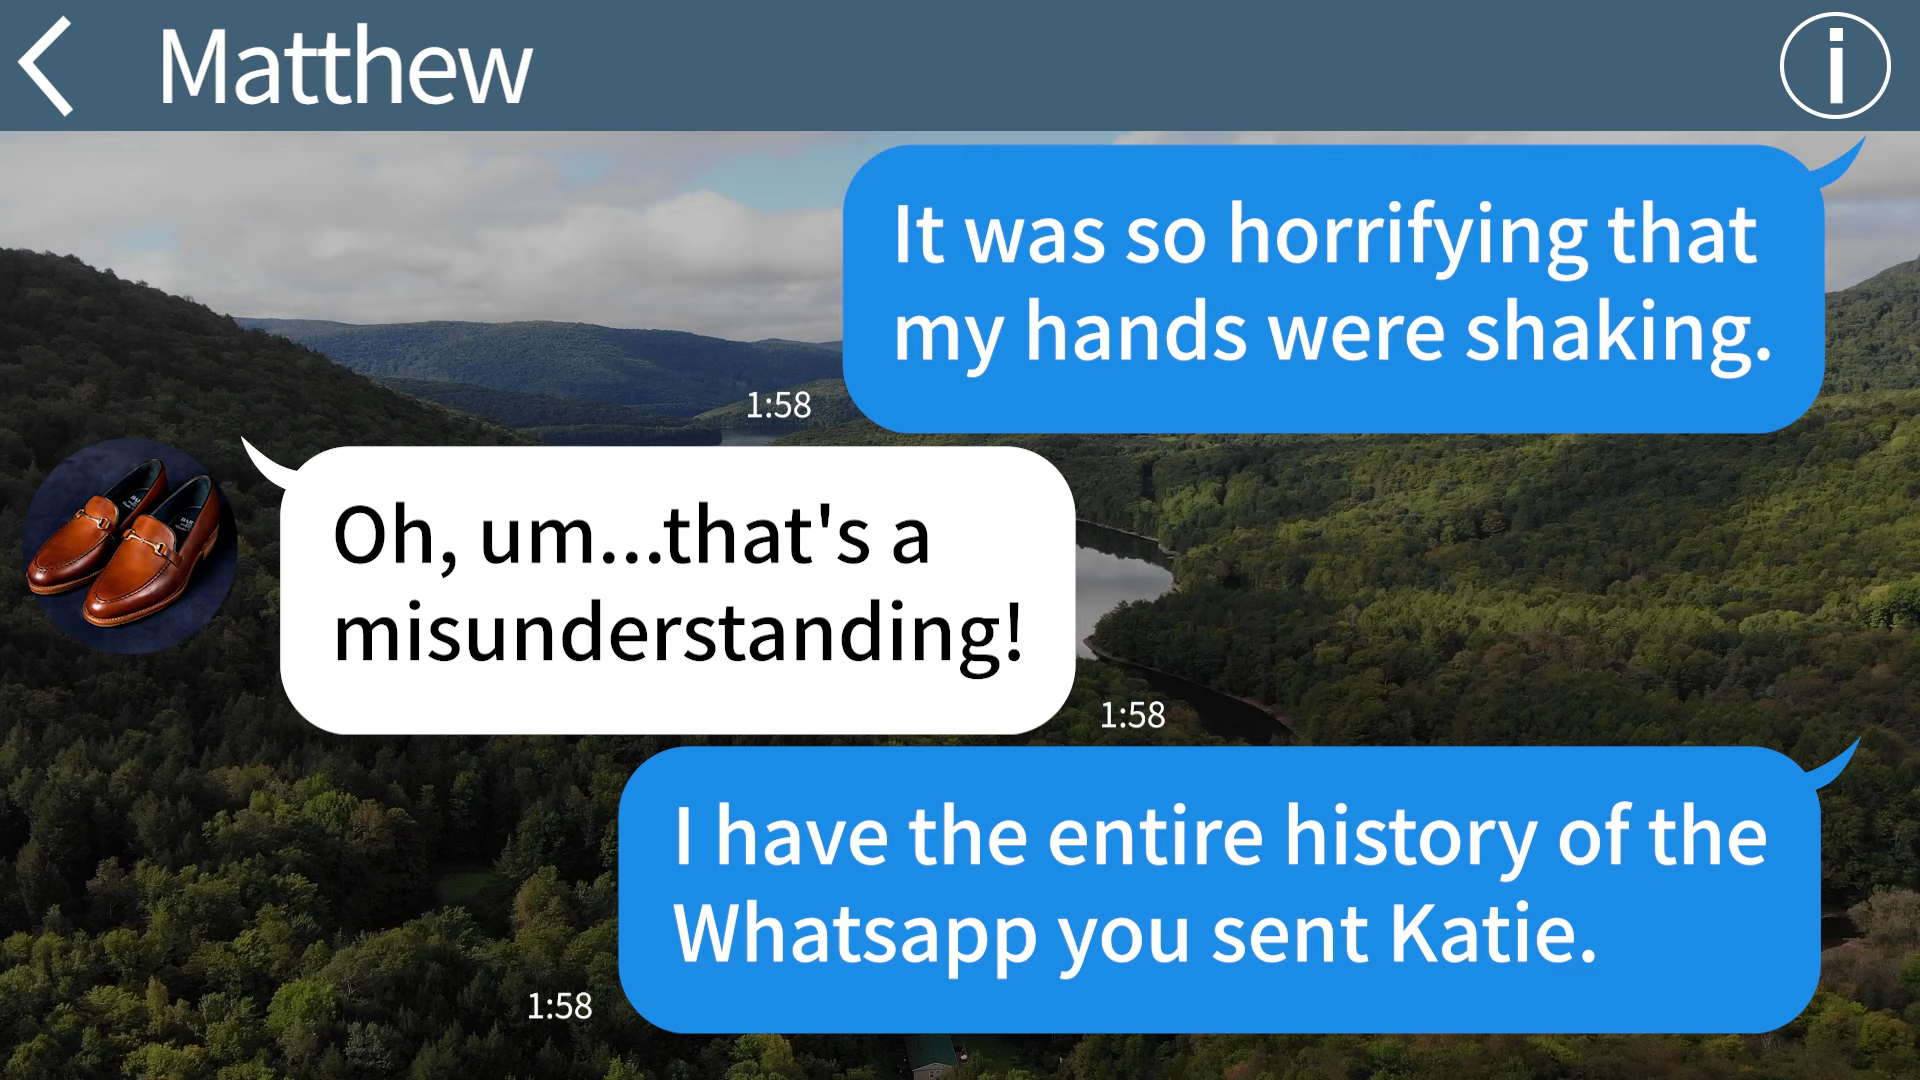 Matthew
It was so horrifying that
my hands were shaking.
1:58
Oh, um...that's a
misunderstanding!
1:58
I have the entire history of the
Whatsapp you sent Katie.
1:58